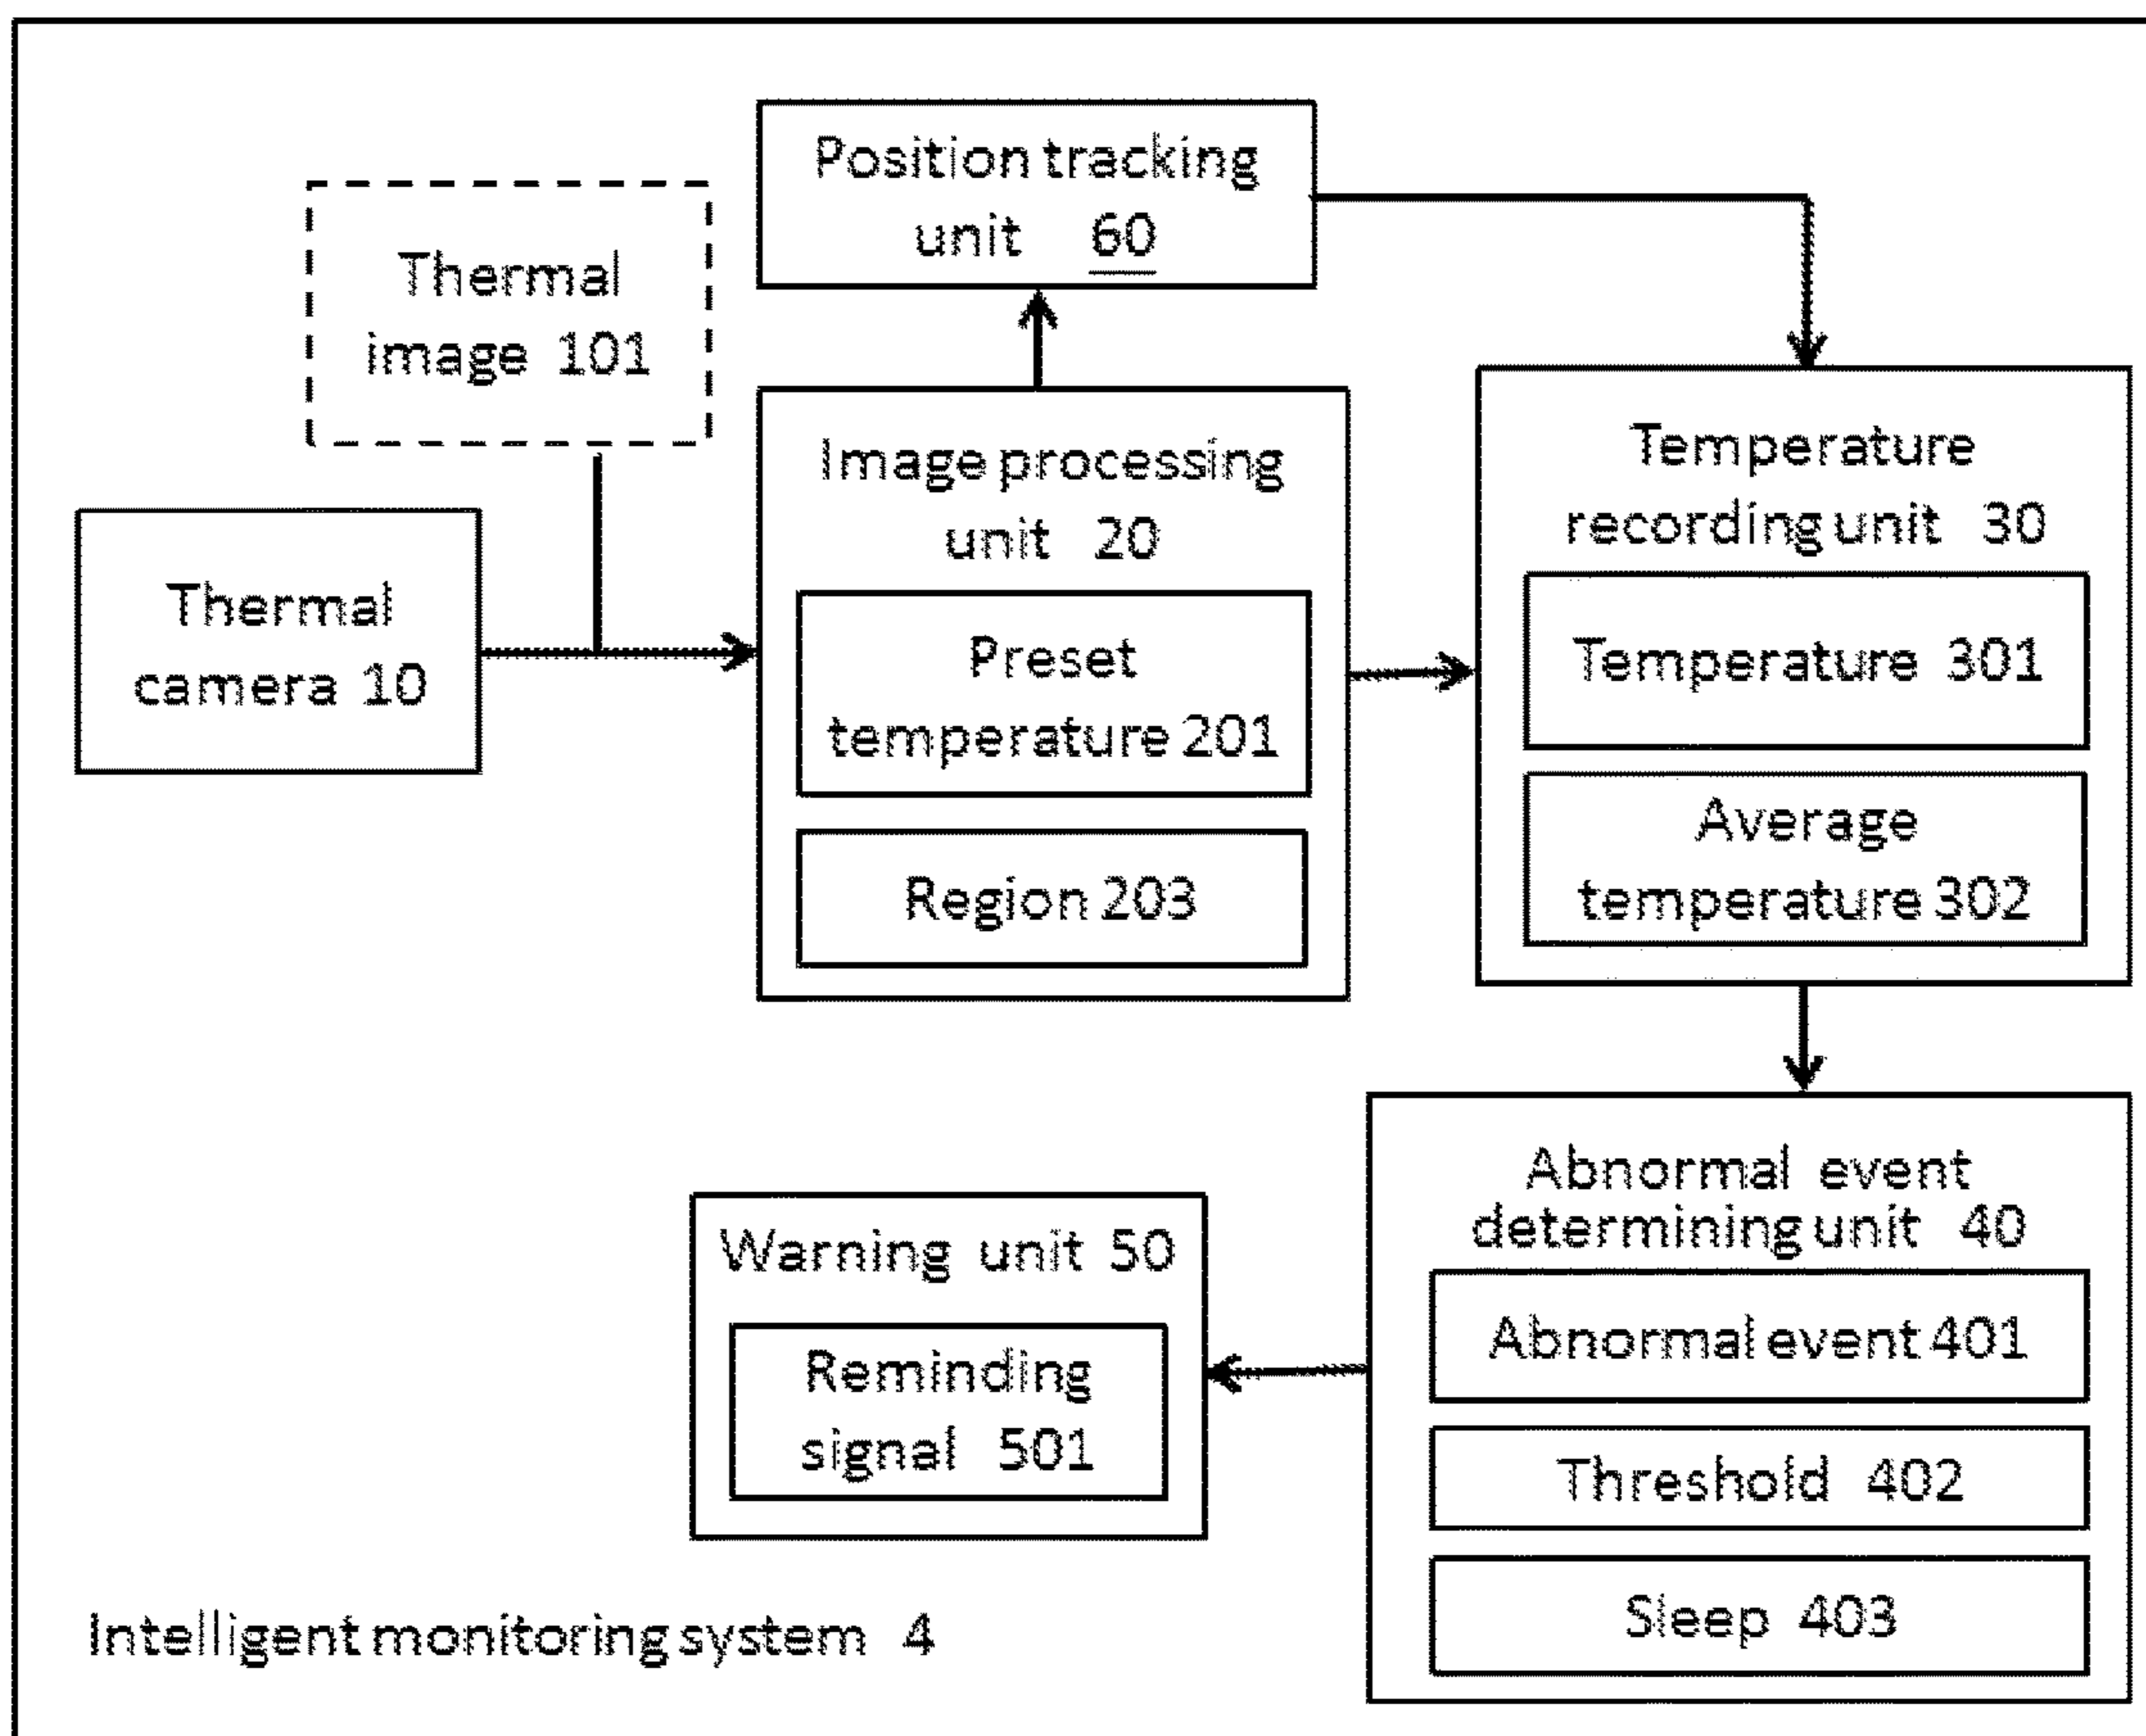 Position tracking
unit 60
Thermal
image 101
Thermal
camera 10
Image processing
unit 20
Preset
temperature 201
Region 203
Temperature
recording unit 30
Temperature 301
Average
temperature 302
Abnormal event
determining unit 40
Abnormal event 401
Threshold 402
Sleep 403
Warning unit 50
Reminding
signal 501
Intelligent monitoring system 4